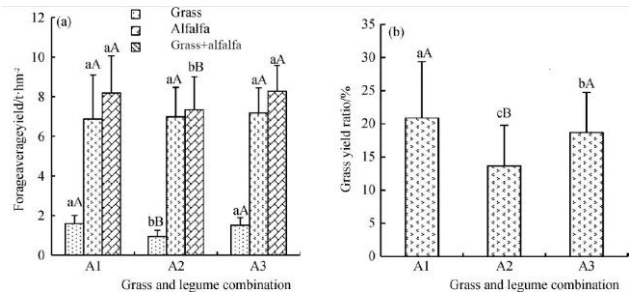 (a)
Grass
Alfalfa
Grass+alfalfa
Forageaverageyield/t·hm⁻²
12
10
8
6
4
2
0
aA
aA
aA
bB
aA
bB
aA
aA
aA
A1
A2
A3
Grass and legume combination
(b)
Grass yield ratio/%
35
30
25
20
15
10
5
0
aA
cB
bA
A1
A2
A3
Grass and legume combination